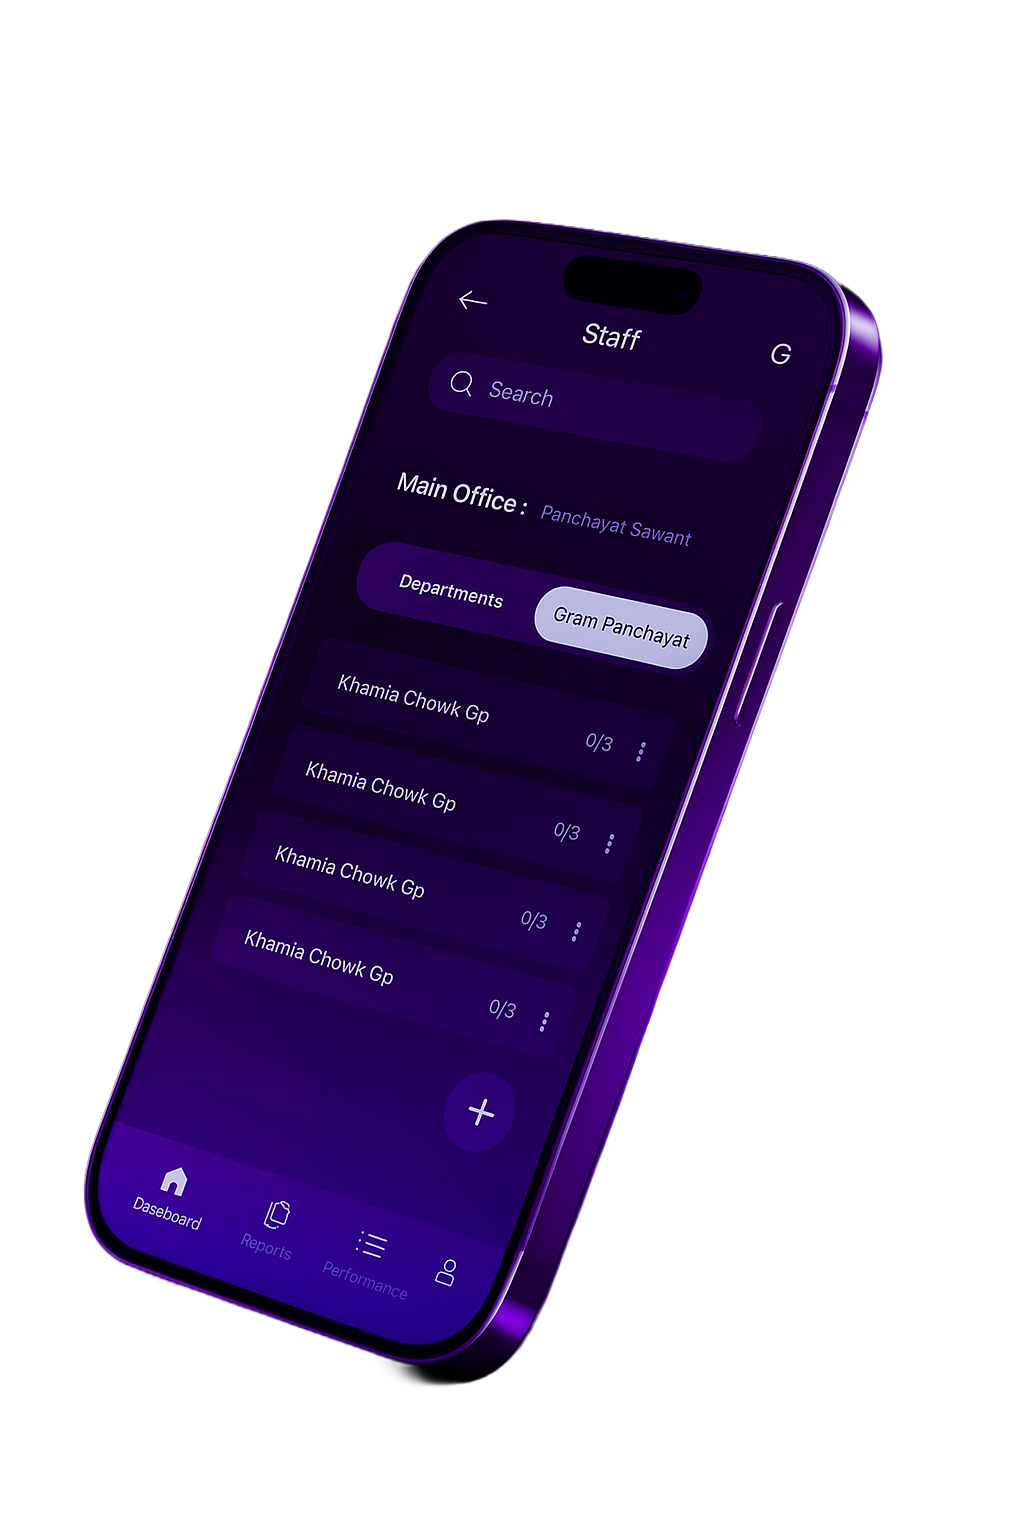 Staff
G
Search
Main Office : Panchayat Sawant
Departments
Gram Panchayat
Khamia Chowk Gp
0/3
Khamia Chowk Gp
0/3
Khamia Chowk Gp
0/3
Khamia Chowk Gp
0/3
Daseboard
Reports
Performance